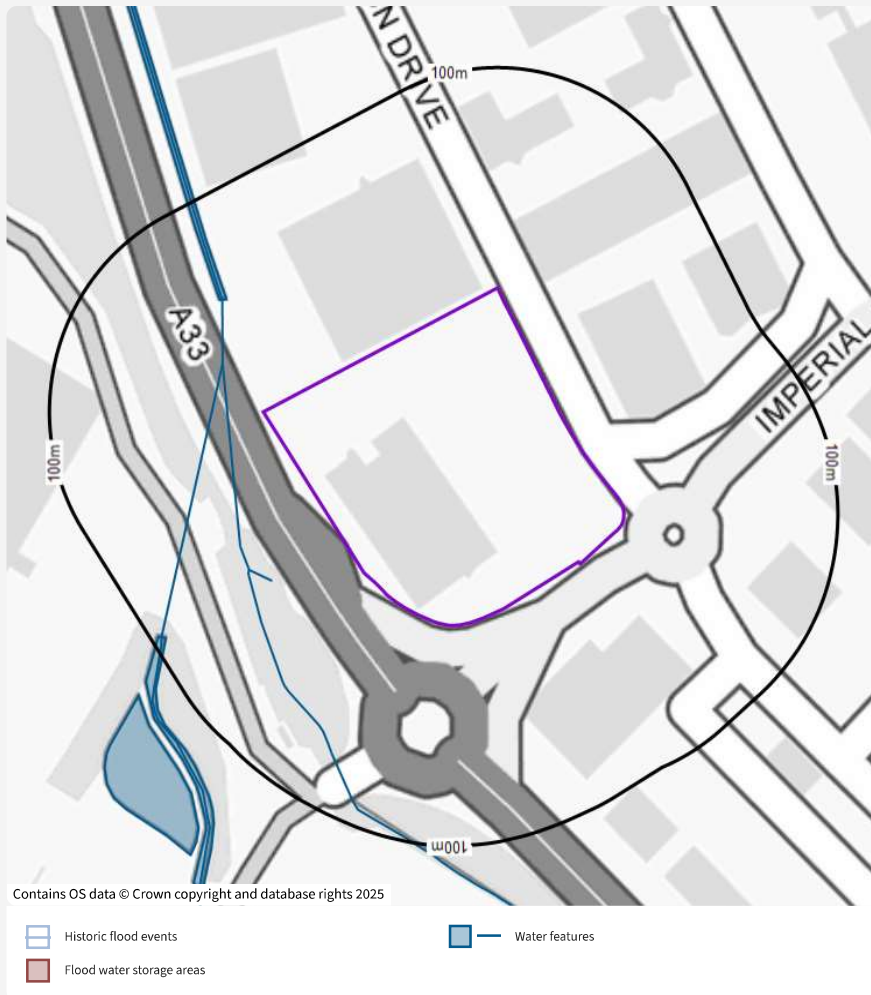 N DRIVE
100m
A33
IMPERIAL
100m
100m
100m
Contains OS data © Crown copyright and database rights 2025
Historic flood events
Water features
Flood water storage areas